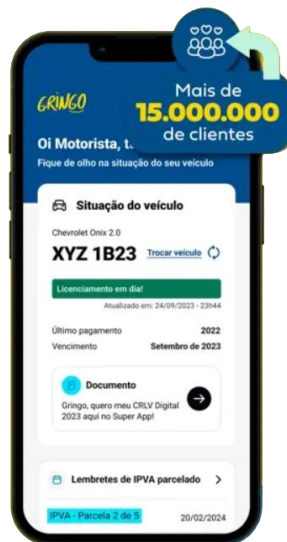 Mais de
15.000.000
de clientes
GRINGO
Oi Motorista, t
Fique de olho na situação do seu veículo
Situação do veículo
Chevrolet Onix 2.0
XYZ 1B23 Trocar veículo
Licenciamento em dia!
Atualizado em: 24/09/2023 - 23h44
Último pagamento 2022
Vencimento Setembro de 2023
Documento
Gringo, quero meu CRLV Digital
2023 aqui no Super App!
Lembretes de IPVA parcelado
IPVA - Parcela 2 de 5 20/02/2024